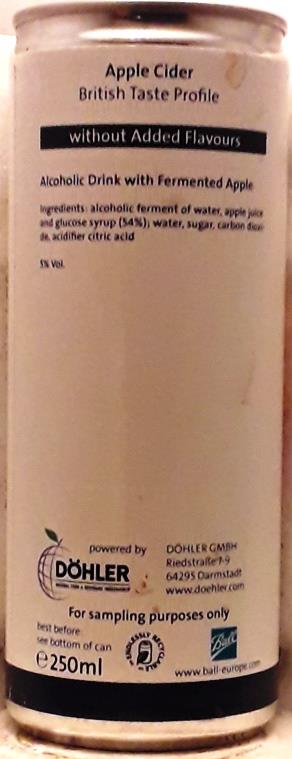 Apple Cider
British Taste Profile
without Added Flavours
Alcoholic Drink with Fermented Apple
Ingredients: alcoholic ferment of water, apple juice
and glucose syrup (54%); water, sugar, carbon dioxi-
de, acidifier citric acid
5% Vol.
powered by
DÖHLER
DÖHLER GMBH
Riedstraße 7-9
64295 Darmstadt
www.doehler.com
For sampling purposes only
best before:
see bottom of can
e 250ml
ENDLESSLY RECYCLABLE
Ball
www.ball-europe.com